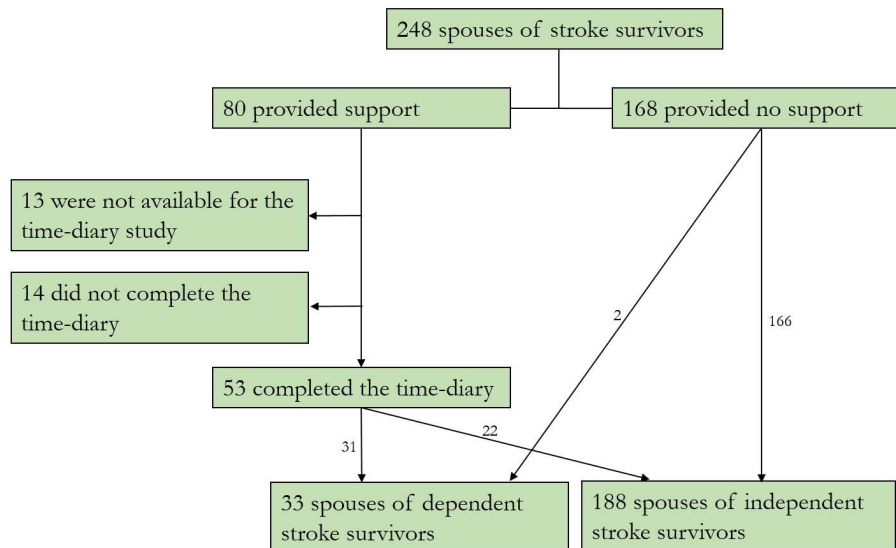 248 spouses of stroke survivors
80 provided support
168 provided no support
13 were not available for the
time-diary study
14 did not complete the
time-diary
2
166
53 completed the time-diary
31
22
33 spouses of dependent
stroke survivors
188 spouses of independent
stroke survivors